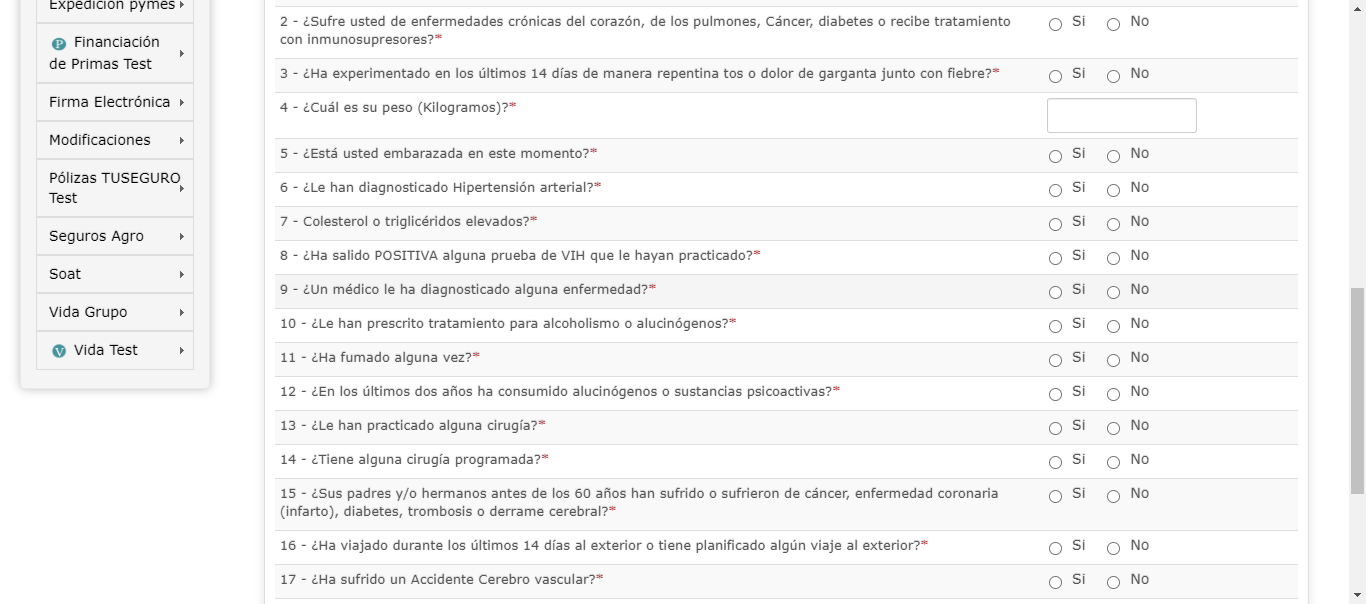 Expedición pymes
Financiación
de Primas Test
Firma Electrónica
Modificaciones
Pólizas TUSEGURO
Test
Seguros Agro
Soat
Vida Grupo
Vida Test
2 - ¿Sufre usted de enfermedades crónicas del corazón, de los pulmones, Cáncer, diabetes o recibe tratamiento
con inmunosupresores?*
Si No
3 - ¿Ha experimentado en los últimos 14 días de manera repentina tos o dolor de garganta junto con fiebre?* Si No
4 - ¿Cuál es su peso (Kilogramos)?*
5 - ¿Está usted embarazada en este momento?* Si No
6 - ¿Le han diagnosticado Hipertensión arterial?* Si No
7 - Colesterol o triglicéridos elevados?* Si No
8 - ¿Ha salido POSITIVA alguna prueba de VIH que le hayan practicado?* Si No
9 - ¿Un médico le ha diagnosticado alguna enfermedad?* Si No
10 - ¿Le han prescrito tratamiento para alcoholismo o alucinógenos?* Si No
11 - ¿Ha fumado alguna vez?* Si No
12 - ¿En los últimos dos años ha consumido alucinógenos o sustancias psicoactivas?* Si No
13 - ¿Le han practicado alguna cirugía?* Si No
14 - ¿Tiene alguna cirugía programada?* Si No
15 - ¿Sus padres y/o hermanos antes de los 60 años han sufrido o sufrieron de cáncer, enfermedad coronaria
(infarto), diabetes, trombosis o derrame cerebral?*
Si No
16 - ¿Ha viajado durante los últimos 14 días al exterior o tiene planificado algún viaje al exterior?* Si No
17 - ¿Ha sufrido un Accidente Cerebro vascular?* Si No